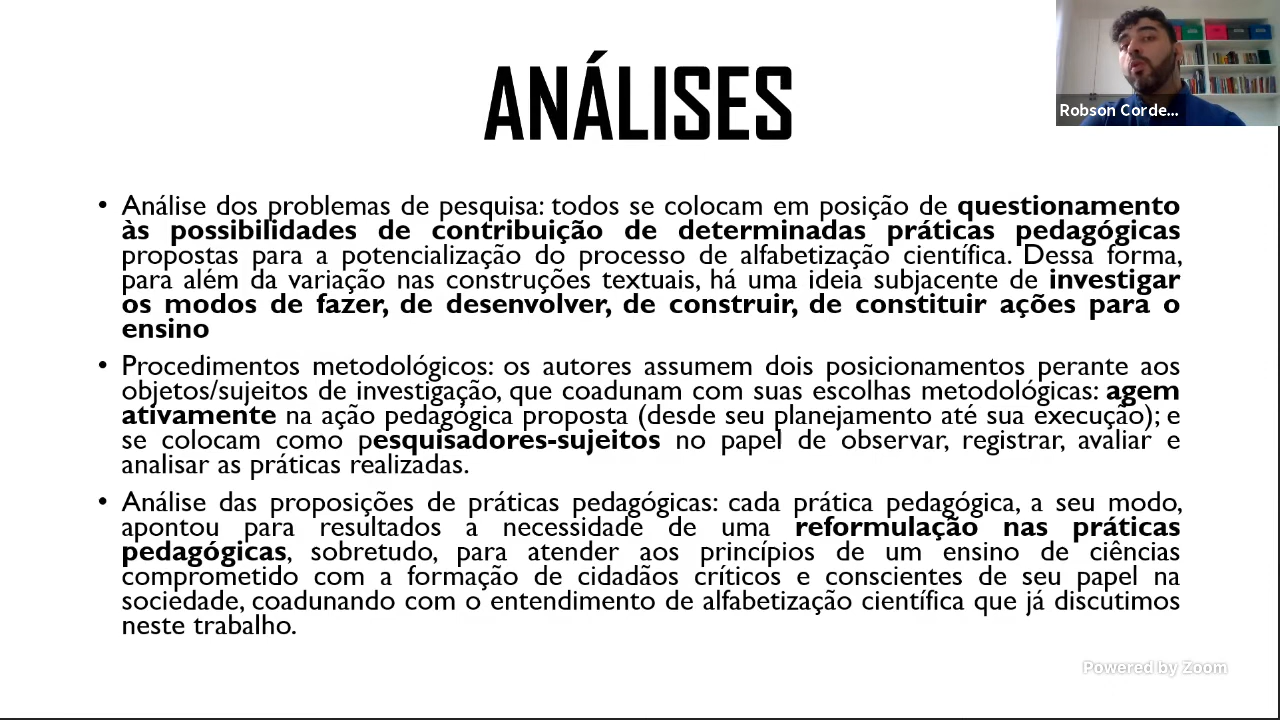 ANÁLISES
Robson Corde...
• Análise dos problemas de pesquisa: todos se colocam em posição de questionamento
às possibilidades de contribuição de determinadas práticas pedagógicas
propostas para a potencialização do processo de alfabetização científica. Dessa forma,
para além da variação nas construções textuais, há uma ideia subjacente de investigar
os modos de fazer, de desenvolver, de construir, de constituir ações para o
ensino
• Procedimentos metodológicos: os autores assumem dois posicionamentos perante aos
objetos/sujeitos de investigação, que coadunam com suas escolhas metodológicas: agem
ativamente na ação pedagógica proposta (desde seu planejamento até sua execução); e
se colocam como pesquisadores-sujeitos no papel de observar, registrar, avaliar e
analisar as práticas realizadas.
• Análise das proposições de práticas pedagógicas: cada prática pedagógica, a seu modo,
apontou para resultados a necessidade de uma reformulação nas práticas
pedagógicas, sobretudo, para atender aos princípios de um ensino de ciências
comprometido com a formação de cidadãos críticos e conscientes de seu papel na
sociedade, coadunando com o entendimento de alfabetização científica que já discutimos
neste trabalho.
Powered by Zoom